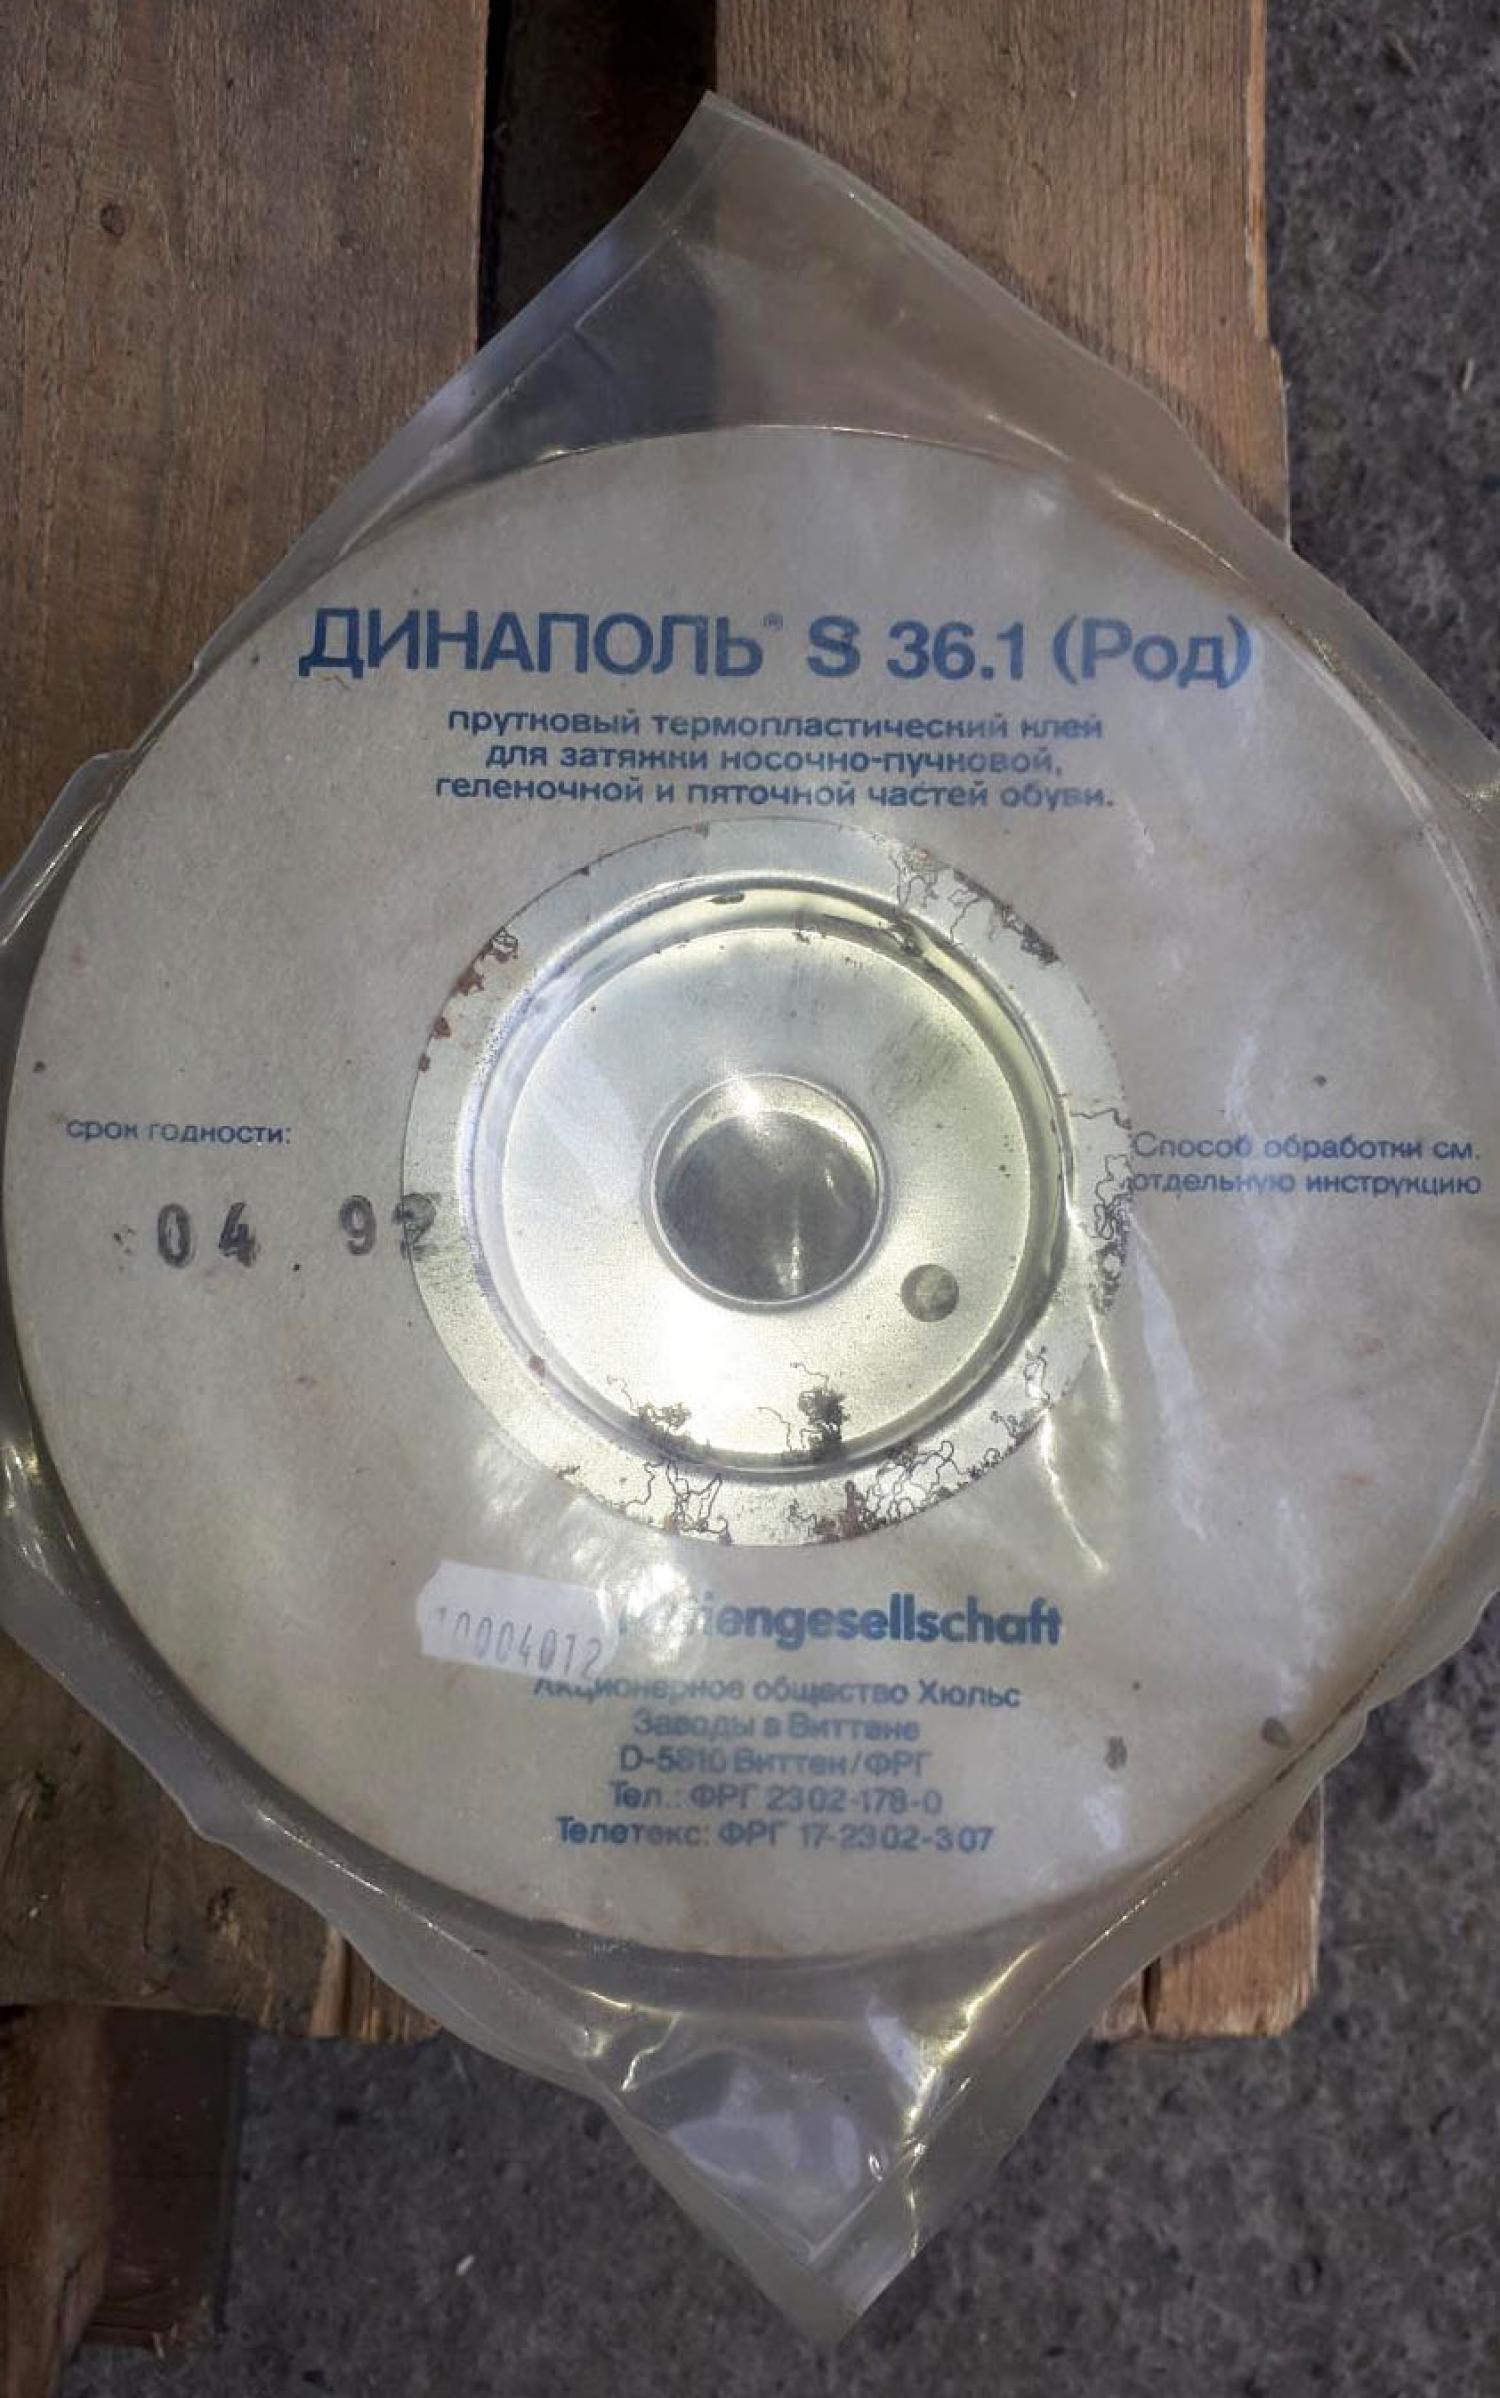 ДИНАПОЛЬ® S 36.1 (Род)
прутковый термопластический клей
для затяжки носочно-пучковой,
геленочной и пяточной частей обуви.
срок годности:
04. 92
Способ обработки см.
отдельную инструкцию
10004012
Акционерное общество Хюльс
Заводы в Виттене
D-5810 Виттен/ФРГ
Тел.: ФРГ 2302-178-0
Телетекс: ФРГ 17-2302-307